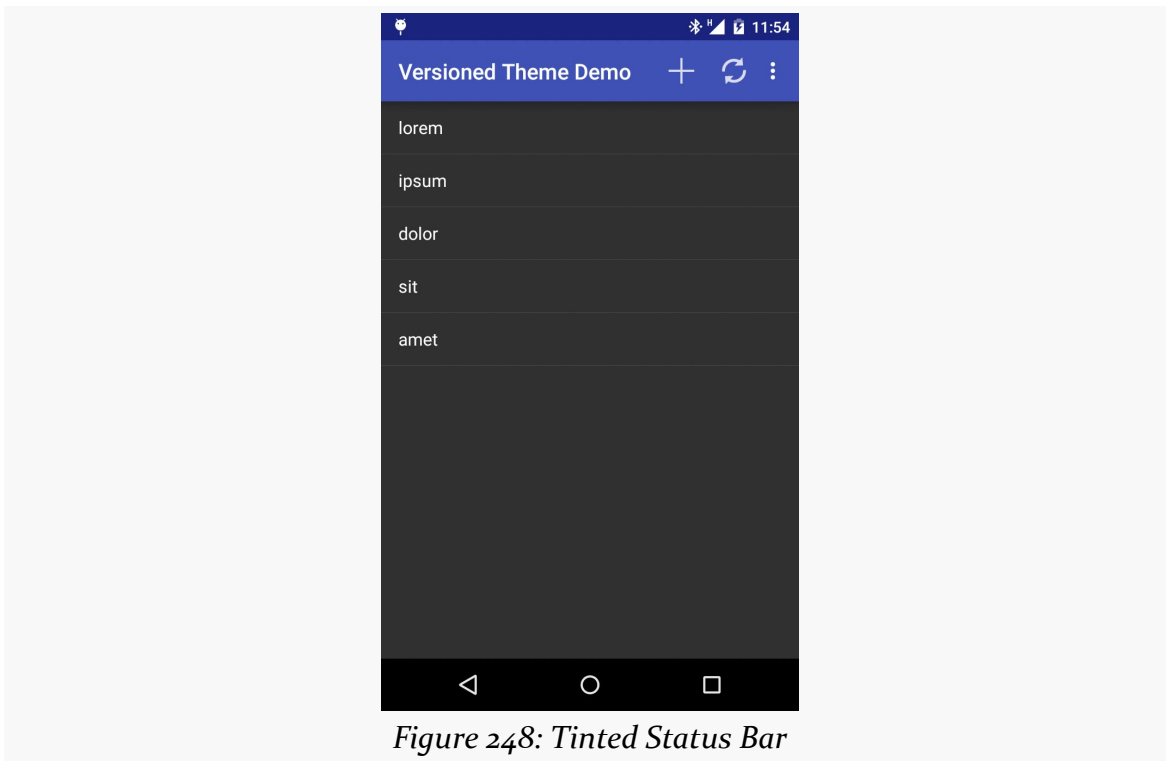 H 11:54
Versioned Theme Demo
lorem
ipsum
dolor
sit
amet
Figure 248: Tinted Status Bar